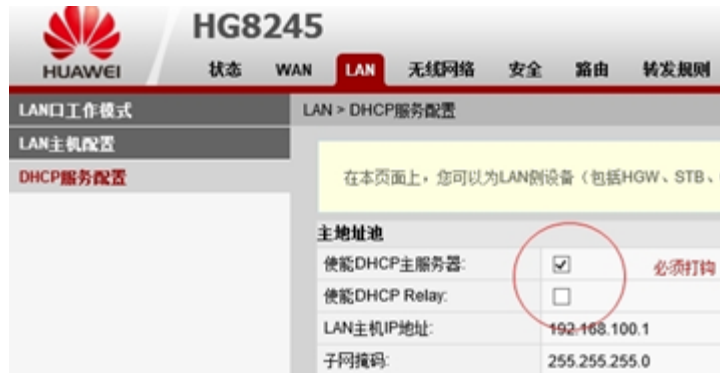 HUAWEI
HG8245
状态 WAN LAN 无线网络 安全 路由 转发规则
LAN口工作模式
LAN主机配置
DHCP服务配置
LAN > DHCP服务配置
在本页面上，您可以为LAN侧设备（包括HGW、STB、
主地址池
使能DHCP主服务器: 必须打钩
使能DHCP Relay:
LAN主机IP地址: 192.168.100.1
子网掩码: 255.255.255.0